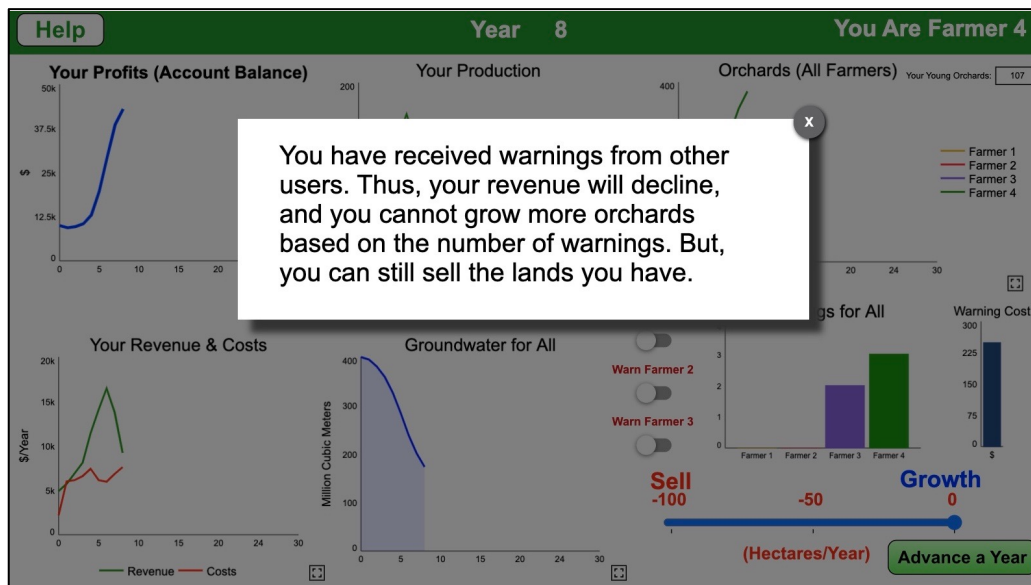 Help
Year 8
You Are Farmer 4
Your Profits (Account Balance)
50k
37.5k
25k
12.5k
0
$
0 5 10 15 20
Your Production
200
Orchards (All Farmers)
Your Young Orchards: 107
400
20 24 30
Farmer 1
Farmer 2
Farmer 3
Farmer 4
x
You have received warnings from other
users. Thus, your revenue will decline,
and you cannot grow more orchards
based on the number of warnings. But,
you can still sell the lands you have.
Your Revenue & Costs
20k
15k
10k
5k
0
$/Year
0 5 10 15 20 24 30
Revenue Costs
Groundwater for All
400
300
200
100
0
Million Cubic Meters
0 5 10 15 20 24 30
Warn Farmer 2
Warn Farmer 3
gs for All
3
2
1
0
Farmer 1 Farmer 2 Farmer 3 Farmer 4
Warning Cost
300
225
150
75
0
$
Sell
Growth
-100 -50 0
(Hectares/Year)
Advance a Year